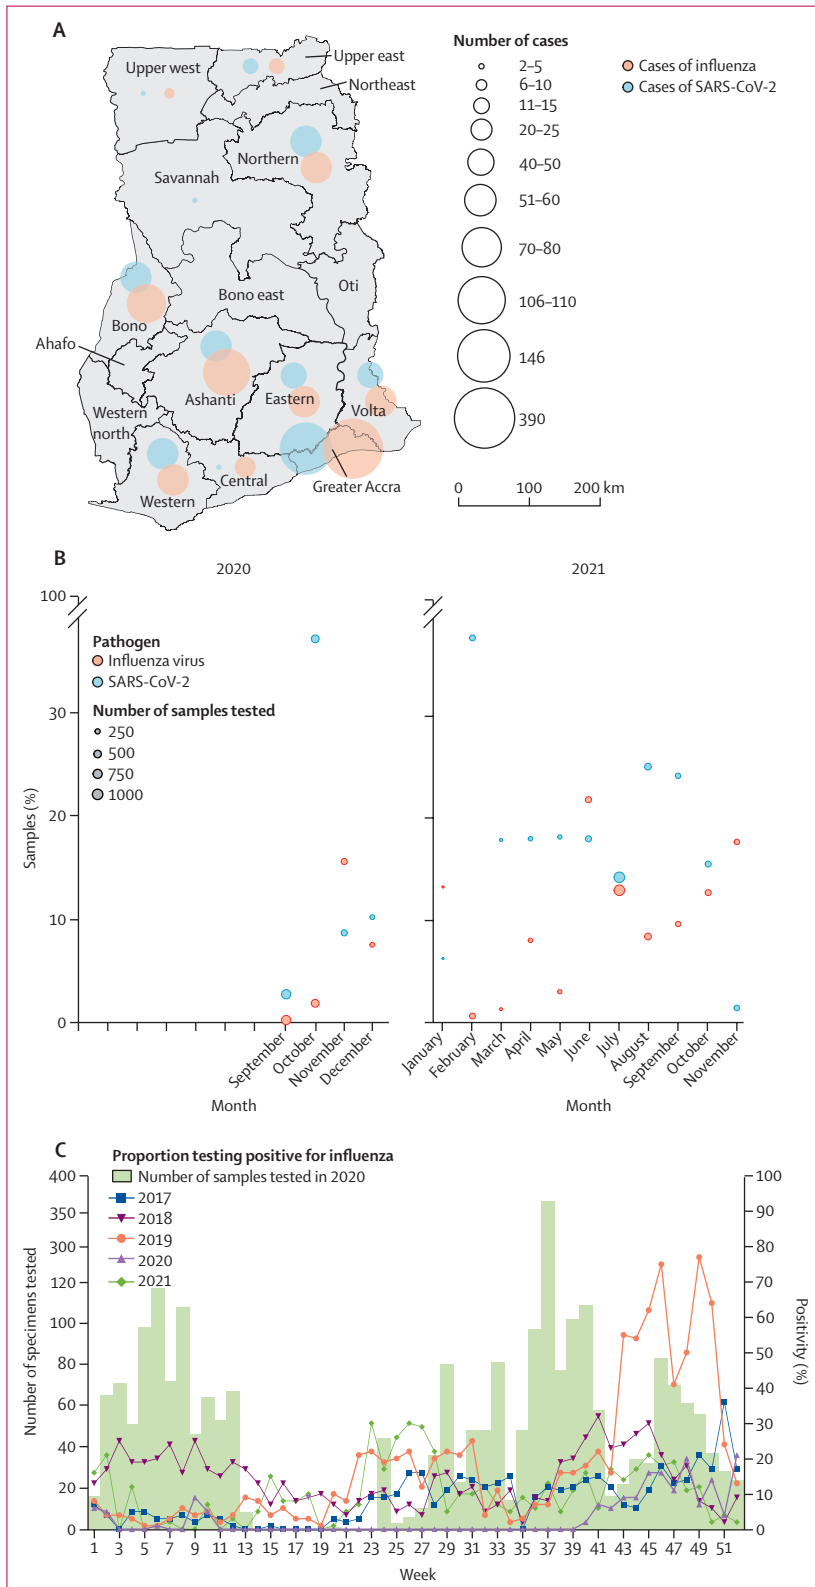 A
Upper west
Upper east
Northeast
Northern
Savannah
Bono east
Oti
Bono
Ahafo
Ashanti
Eastern
Volta
Western
north
Central
Western
Greater Accra
Number of cases
2–5
6–10
11–15
20–25
40–50
51–60
70–80
106–110
146
390
Cases of influenza
Cases of SARS-CoV-2
0 100 200 km
B
2020 2021
100
30
20
10
0
Samples (%)
Pathogen
Influenza virus
SARS-CoV-2
Number of samples tested
250
500
750
1000
September
October
November
December
Month
January
February
March
April
May
June
July
August
September
October
November
Month
C
Proportion testing positive for influenza
Number of samples tested in 2020
2017
2018
2019
2020
2021
400
350
300
120
100
80
60
40
20
0
Number of specimens tested
100
90
80
70
60
50
40
30
20
10
0
Positivity (%)
1 3 5 7 9 11 13 15 17 19 21 23 25 27 29 31 33 35 37 39 41 43 45 47 49 51
Week